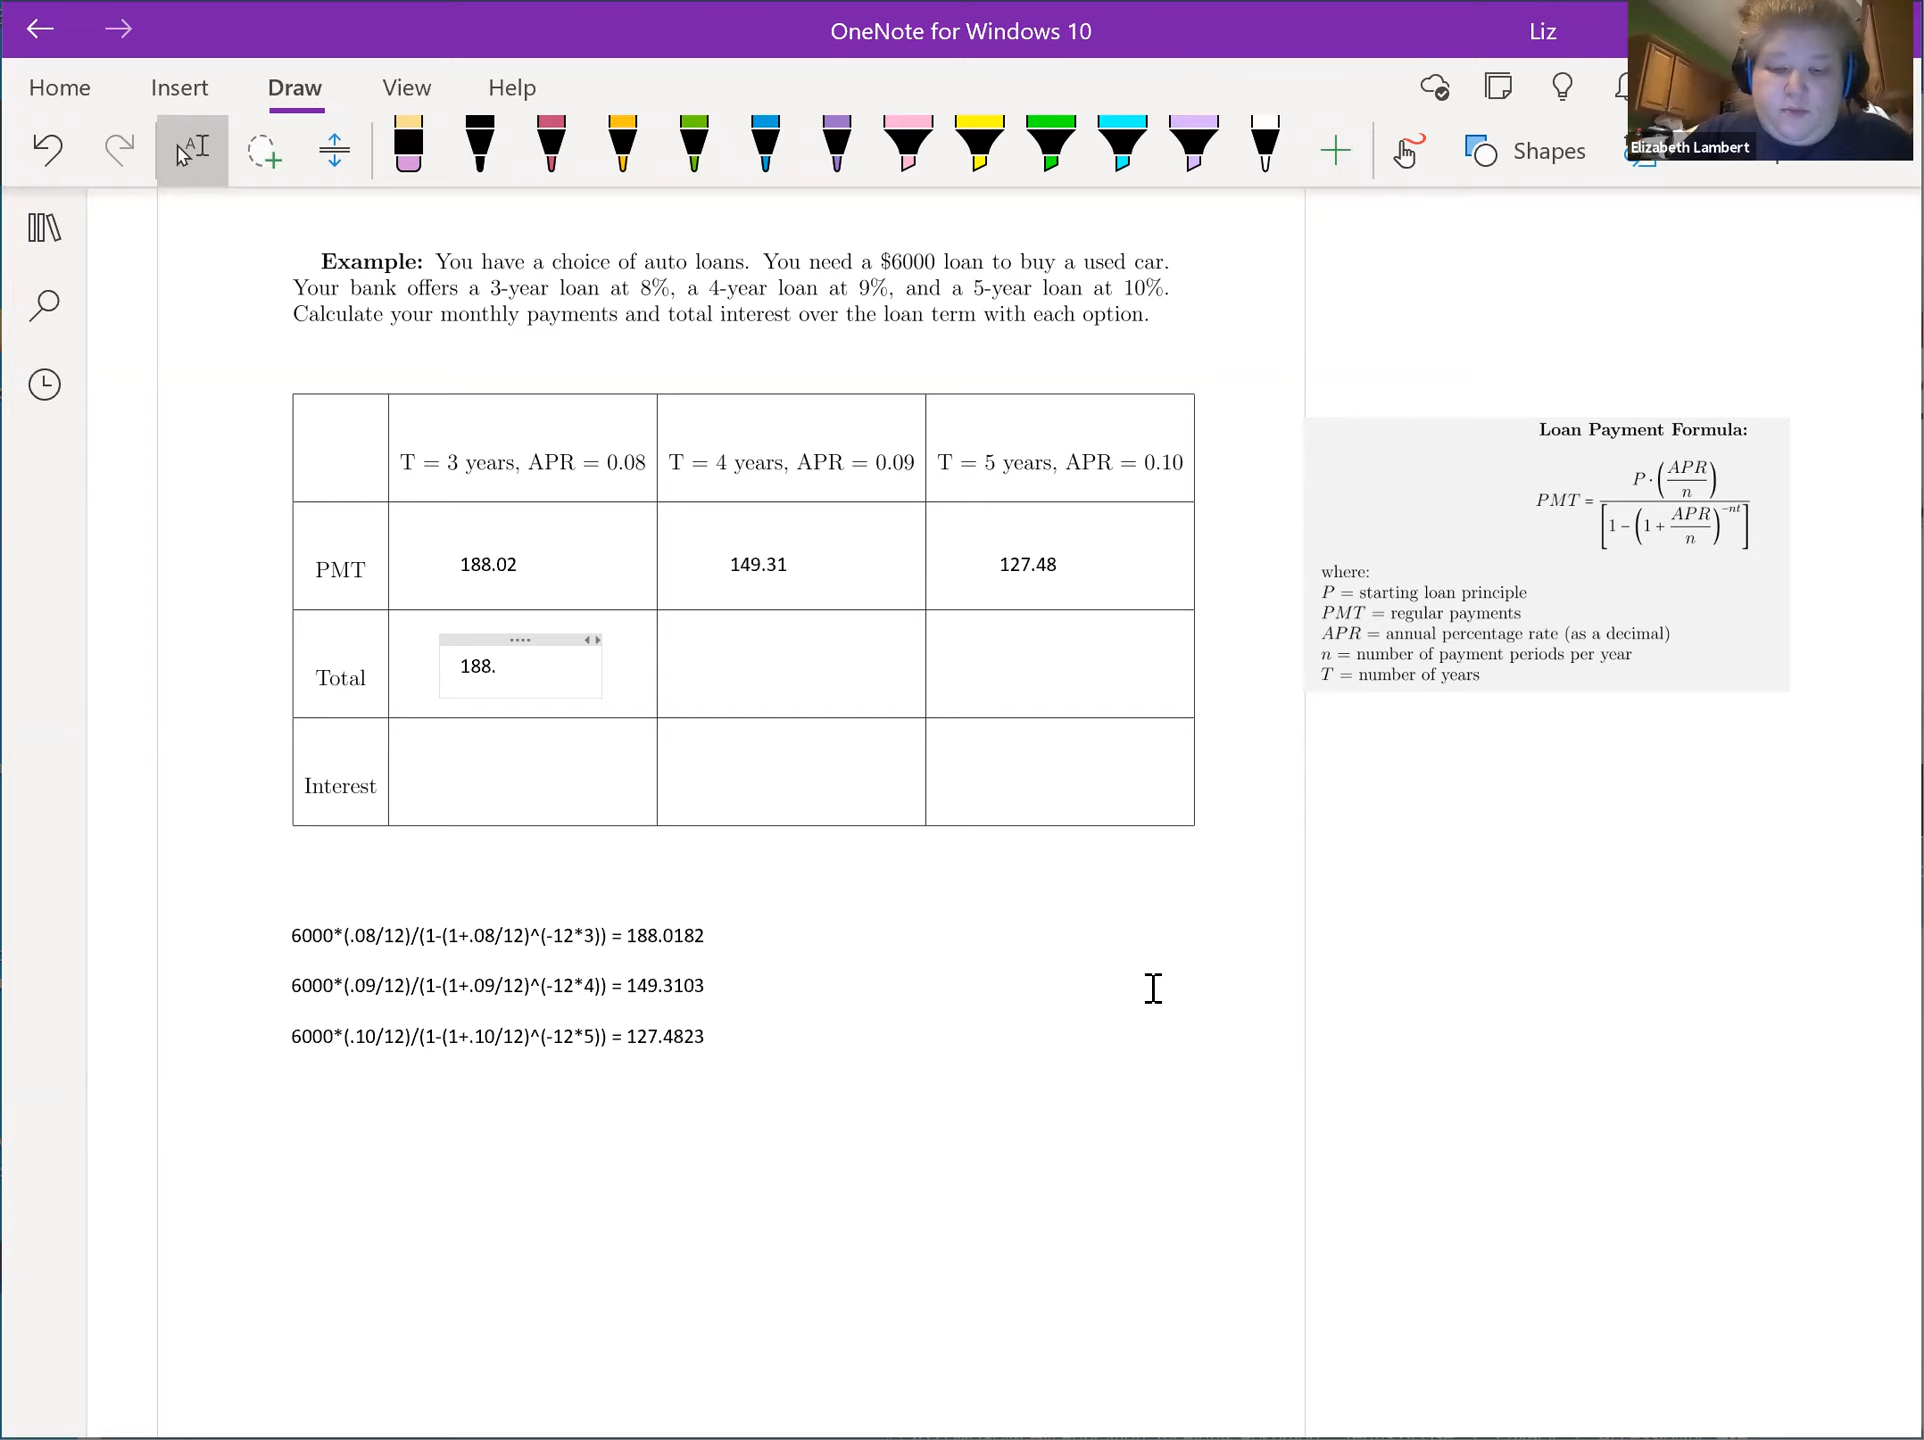 OneNote for Windows 10
Liz
Home Insert Draw View Help
Shapes
Elizabeth Lambert
Example: You have a choice of auto loans. You need a $6000 loan to buy a used car.
Your bank offers a 3-year loan at 8%, a 4-year loan at 9%, and a 5-year loan at 10%.
Calculate your monthly payments and total interest over the loan term with each option.
T = 3 years, APR = 0.08 T = 4 years, APR = 0.09 T = 5 years, APR = 0.10
PMT 188.02 149.31 127.48
Total 188.
Interest
Loan Payment Formula:
PMT = P · (APR/n) / [1 − (1 + APR/n)^−nt]
where:
P = starting loan principle
PMT = regular payments
APR = annual percentage rate (as a decimal)
n = number of payment periods per year
T = number of years
6000*(.08/12)/(1-(1+.08/12)^(-12*3)) = 188.0182
6000*(.09/12)/(1-(1+.09/12)^(-12*4)) = 149.3103
6000*(.10/12)/(1-(1+.10/12)^(-12*5)) = 127.4823